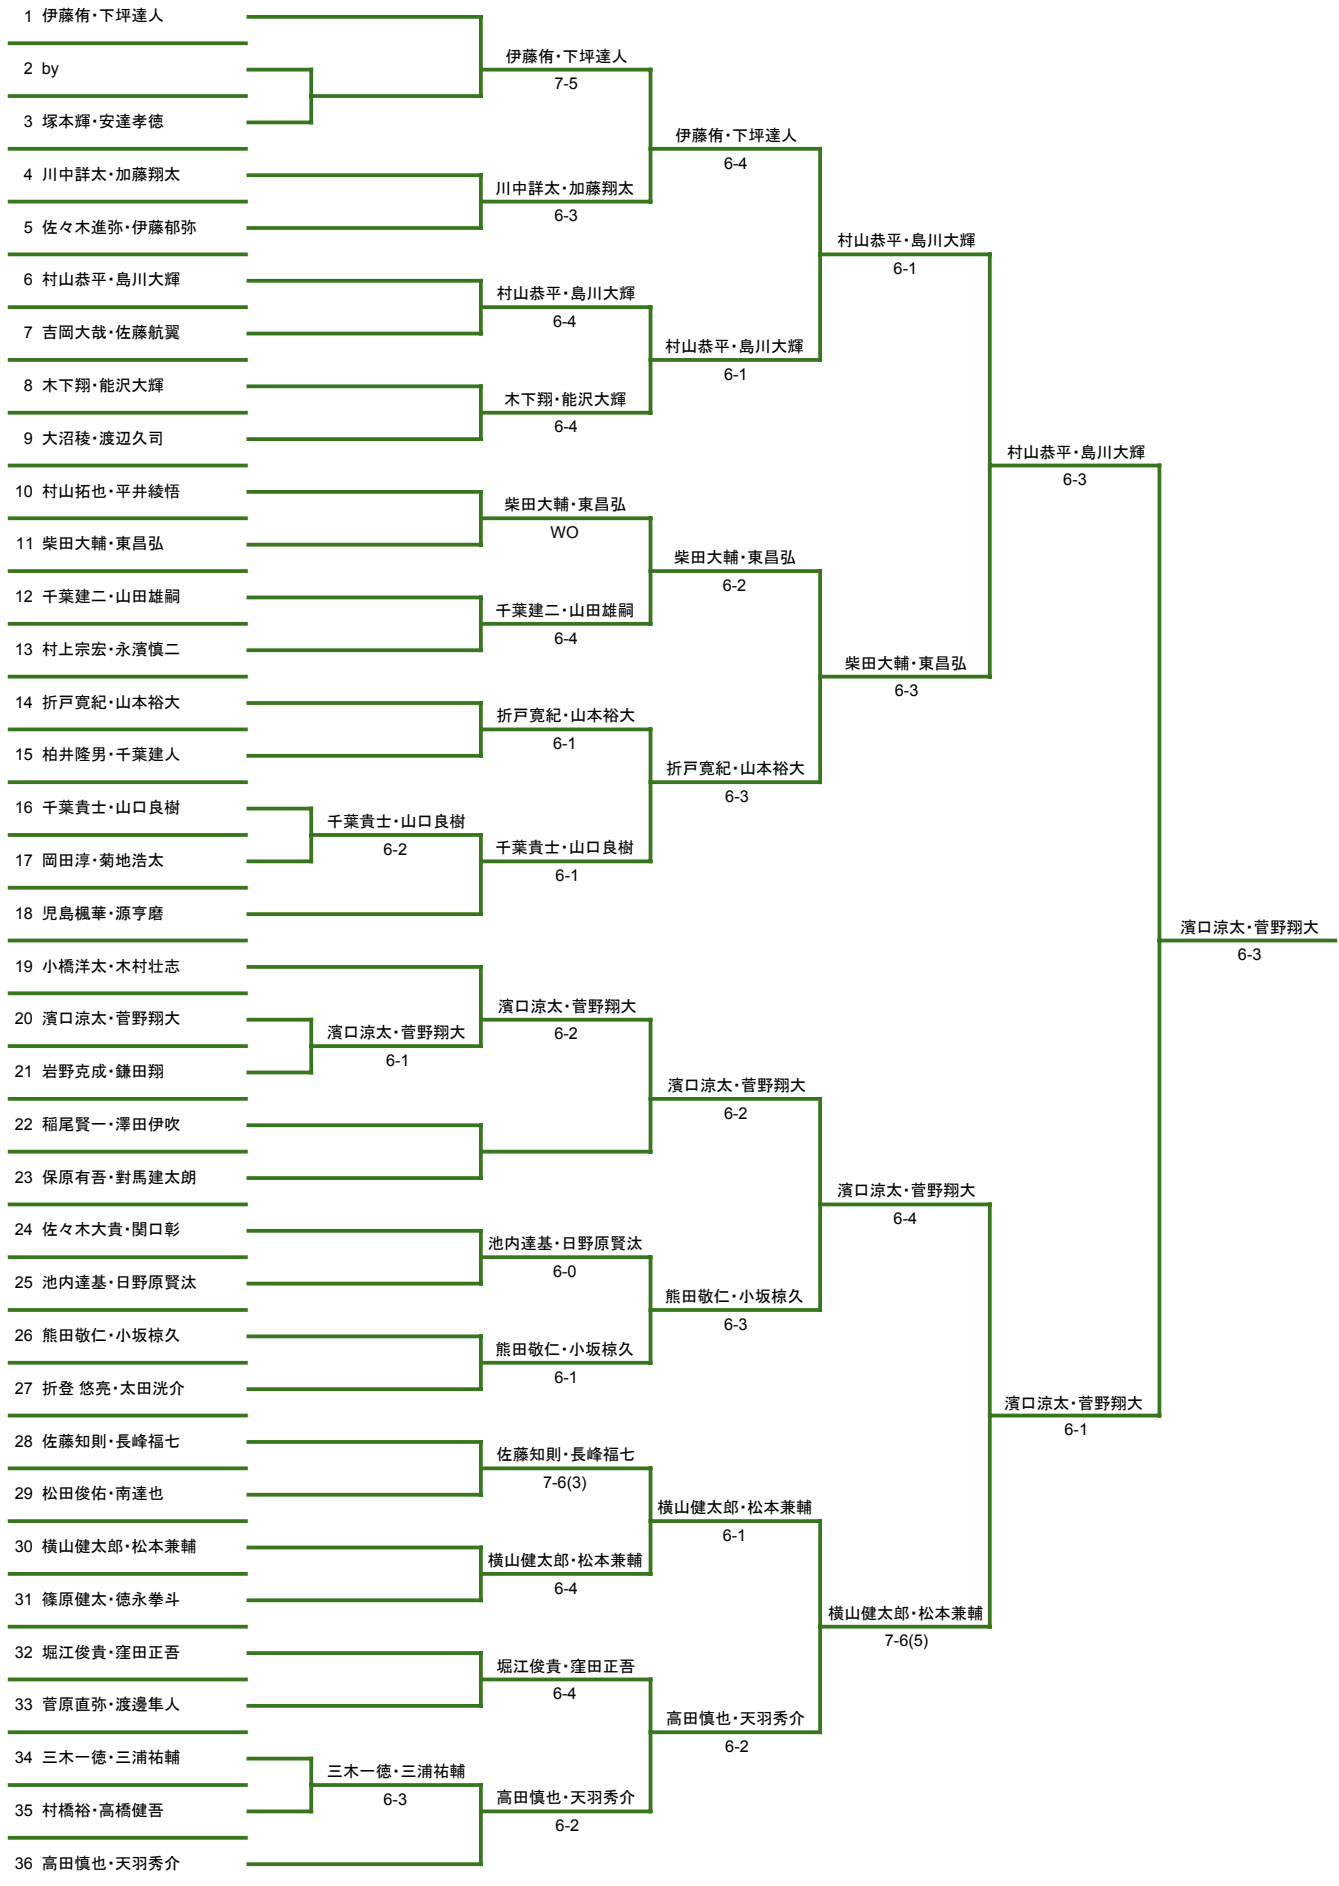 1 伊藤侑・下坪達人
2 by
3 塚本輝・安達孝徳
4 川中詳太・加藤翔太
5 佐々木進弥・伊藤郁弥
6 村山恭平・島川大輝
7 吉岡大哉・佐藤航翼
8 木下翔・能沢大輝
9 大沼稜・渡辺久司
10 村山拓也・平井綾悟
11 柴田大輔・東昌弘
12 千葉建二・山田雄嗣
13 村上宗宏・永濱慎二
14 折戸寛紀・山本裕大
15 柏井隆男・千葉建人
16 千葉貴士・山口良樹
17 岡田淳・菊地浩太
18 児島楓華・源亨磨
19 小橋洋太・木村壮志
20 濱口涼太・菅野翔大
21 岩野克成・鎌田翔
22 稲尾賢一・澤田伊吹
23 保原有吾・對馬建太朗
24 佐々木大貴・関口彰
25 池内達基・日野原賢汰
26 熊田敬仁・小坂椋久
27 折登 悠亮・太田洸介
28 佐藤知則・長峰福七
29 松田俊佑・南達也
30 横山健太郎・松本兼輔
31 篠原健太・徳永拳斗
32 堀江俊貴・窪田正吾
33 菅原直弥・渡邊隼人
34 三木一徳・三浦祐輔
35 村橋裕・高橋健吾
36 高田慎也・天羽秀介
千葉貴士・山口良樹
6-2
濱口涼太・菅野翔大
6-1
三木一徳・三浦祐輔
6-3
伊藤侑・下坪達人
7-5
川中詳太・加藤翔太
6-3
村山恭平・島川大輝
6-4
木下翔・能沢大輝
6-4
柴田大輔・東昌弘
WO
千葉建二・山田雄嗣
6-4
折戸寛紀・山本裕大
6-1
千葉貴士・山口良樹
6-1
濱口涼太・菅野翔大
6-2
池内達基・日野原賢汰
6-0
熊田敬仁・小坂椋久
6-1
佐藤知則・長峰福七
7-6(3)
横山健太郎・松本兼輔
6-4
堀江俊貴・窪田正吾
6-4
高田慎也・天羽秀介
6-2
伊藤侑・下坪達人
6-4
村山恭平・島川大輝
6-1
柴田大輔・東昌弘
6-2
折戸寛紀・山本裕大
6-3
濱口涼太・菅野翔大
6-2
熊田敬仁・小坂椋久
6-3
横山健太郎・松本兼輔
6-1
高田慎也・天羽秀介
6-2
村山恭平・島川大輝
6-1
柴田大輔・東昌弘
6-3
濱口涼太・菅野翔大
6-4
横山健太郎・松本兼輔
7-6(5)
村山恭平・島川大輝
6-3
濱口涼太・菅野翔大
6-1
濱口涼太・菅野翔大
6-3